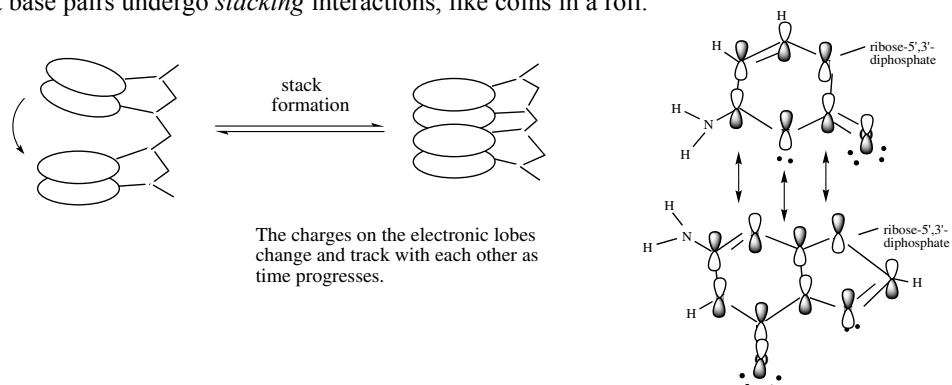 base pairs undergo stacking interactions, like coins in a roll.
stack
formation
The charges on the electronic lobes
change and track with each other as
time progresses.
H
H
ribose-5',3'-
diphosphate
H
N
H
H
N
H
ribose-5',3'-
diphosphate
H
H